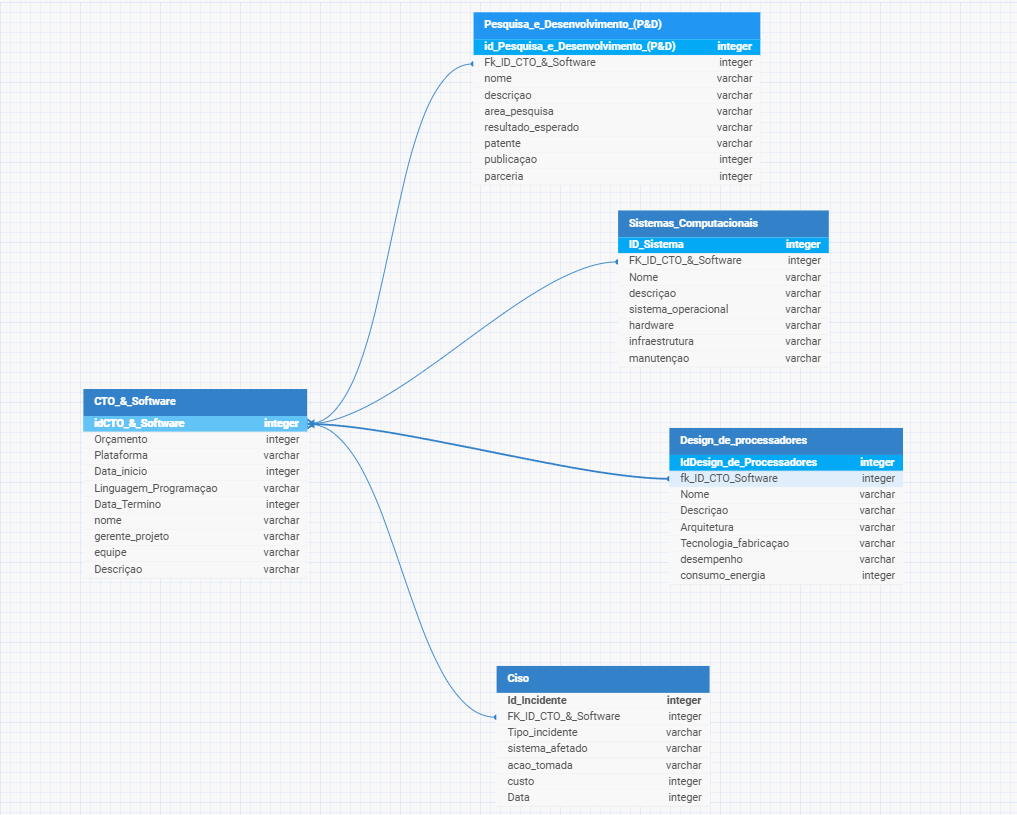 Pesquisa_e_Desenvolvimento_(P&D)
id_Pesquisa_e_Desenvolvimento_(P&D) integer
Fk_ID_CTO_&_Software integer
nome varchar
descriçao varchar
area_pesquisa varchar
resultado_esperado varchar
patente varchar
publicaçao integer
parceria integer
Sistemas_Computacionais
ID_Sistema integer
FK_ID_CTO_&_Software integer
Nome varchar
descriçao varchar
sistema_operacional varchar
hardware varchar
infraestrutura varchar
manutençao varchar
CTO_&_Software
idCTO_&_Software integer
Orçamento integer
Plataforma varchar
Data_inicio integer
Linguagem_Programaçao varchar
Data_Termino integer
nome varchar
gerente_projeto varchar
equipe varchar
Descriçao varchar
Design_de_processadores
IdDesign_de_Processadores integer
fk_ID_CTO_Software integer
Nome varchar
Descriçao varchar
Arquitetura varchar
Tecnologia_fabricaçao varchar
desempenho varchar
consumo_energia integer
Ciso
Id_Incidente integer
FK_ID_CTO_&_Software integer
Tipo_incidente varchar
sistema_afetado varchar
acao_tomada varchar
custo integer
Data integer